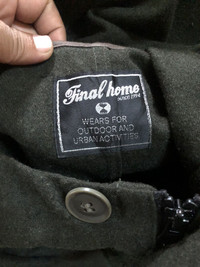 Final home
SINCE 1994
WEARS FOR
OUTDOOR AND
URBAN ACTIVITIES